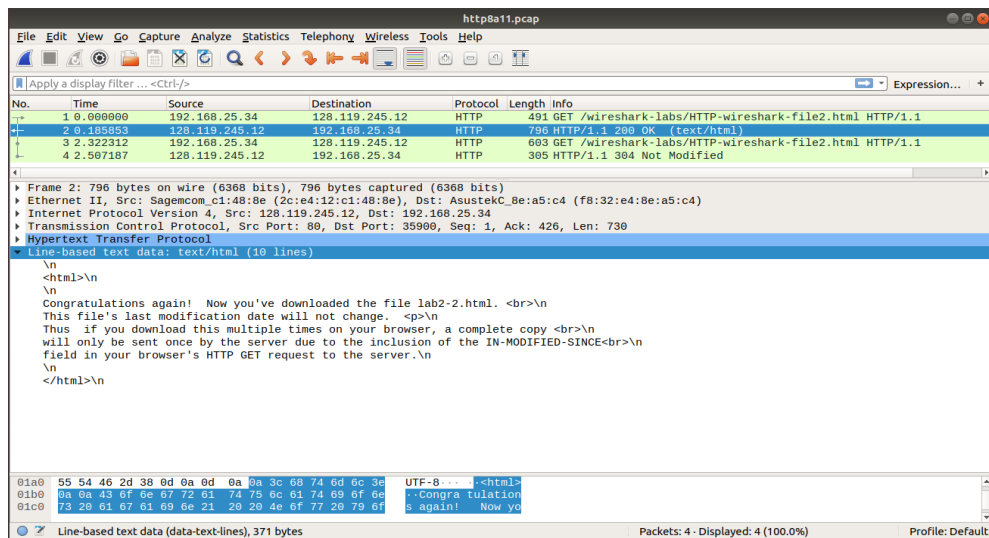 http8a11.pcap
File Edit View Go Capture Analyze Statistics Telephony Wireless Tools Help
Apply a display filter ... <Ctrl-/> Expression... +
No. Time Source Destination Protocol Length Info
1 0.000000 192.168.25.34 128.119.245.12 HTTP 491 GET /wireshark-labs/HTTP-wireshark-file2.html HTTP/1.1
2 0.185853 128.119.245.12 192.168.25.34 HTTP 796 HTTP/1.1 200 OK (text/html)
3 2.322312 192.168.25.34 128.119.245.12 HTTP 603 GET /wireshark-labs/HTTP-wireshark-file2.html HTTP/1.1
4 2.507187 128.119.245.12 192.168.25.34 HTTP 305 HTTP/1.1 304 Not Modified
Frame 2: 796 bytes on wire (6368 bits), 796 bytes captured (6368 bits)
Ethernet II, Src: Sagemcom_c1:48:8e (2c:e4:12:c1:48:8e), Dst: AsustekC_8e:a5:c4 (f8:32:e4:8e:a5:c4)
Internet Protocol Version 4, Src: 128.119.245.12, Dst: 192.168.25.34
Transmission Control Protocol, Src Port: 80, Dst Port: 35900, Seq: 1, Ack: 426, Len: 730
Hypertext Transfer Protocol
Line-based text data: text/html (10 lines)
\n
<html>\n
\n
Congratulations again!  Now you've downloaded the file lab2-2.html. <br>\n
This file's last modification date will not change.  <p>\n
Thus  if you download this multiple times on your browser, a complete copy <br>\n
will only be sent once by the server due to the inclusion of the IN-MODIFIED-SINCE<br>\n
field in your browser's HTTP GET request to the server.\n
\n
</html>\n
01a0 55 54 46 2d 38 0d 0a 0d 0a 0a 3c 68 74 6d 6c 3e UTF-8··· ··<html>
01b0 0a 0a 43 6f 6e 67 72 61 74 75 6c 61 74 69 6f 6e ··Congra tulation
01c0 73 20 61 67 61 69 6e 21 20 20 4e 6f 77 20 79 6f s again!  Now yo
Line-based text data (data-text-lines), 371 bytes Packets: 4 · Displayed: 4 (100.0%) Profile: Default